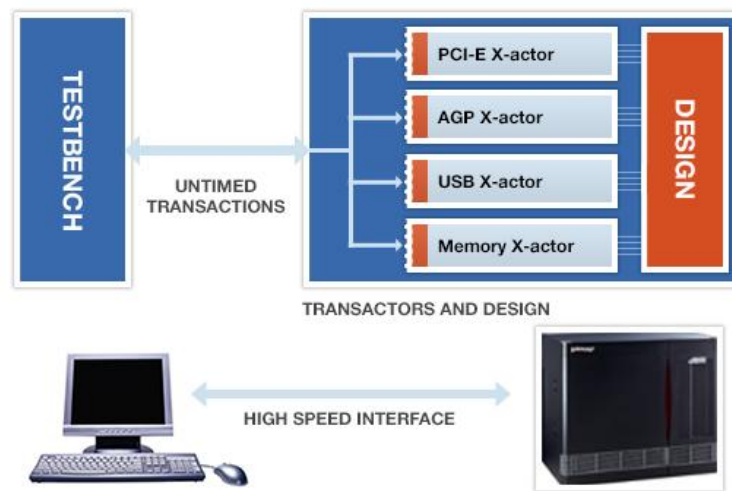 TESTBENCH
UNTIMED
TRANSACTIONS
PCI-E X-actor
AGP X-actor
USB X-actor
Memory X-actor
DESIGN
TRANSACTORS AND DESIGN
HIGH SPEED INTERFACE